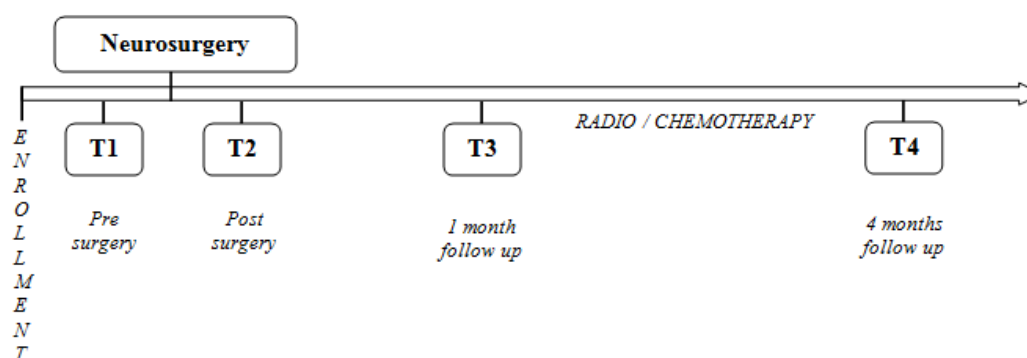 Neurosurgery
ENROLLMENT
T1
T2
T3
RADIO / CHEMOTHERAPY
T4
Pre
surgery
Post
surgery
1 month
follow up
4 months
follow up